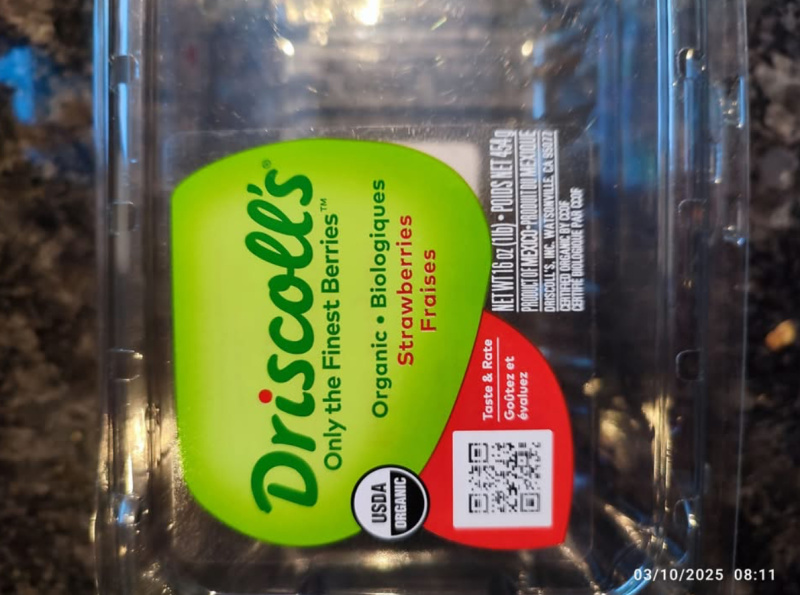 Driscoll's®
Only the Finest Berries™
Organic • Biologiques
Strawberries
Fraises
USDA
ORGANIC
Taste & Rate
Goûtez et
évaluez
NET WT 16 oz (1lb) • POIDS NET 454g
PRODUCT OF MEXICO•PRODUIT DU MEXIQUE
DRISCOLL'S, INC. WATSONVILLE, CA 95077
CERTIFIED ORGANIC BY CCOF
CERTIFIÉ BIOLOGIQUE PAR CCOF
03/10/2025 08:11